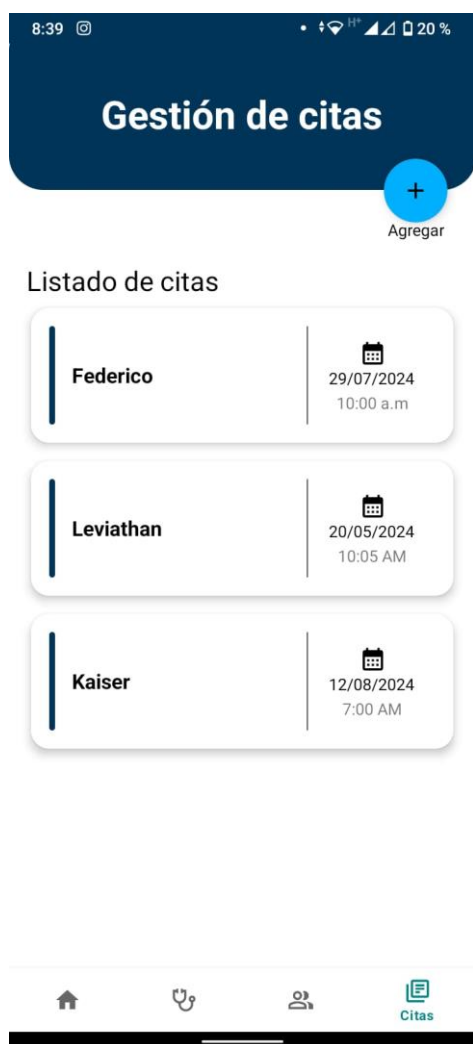 8:39
H+
20 %
Gestión de citas
+
Agregar
Listado de citas
Federico
29/07/2024
10:00 a.m
Leviathan
20/05/2024
10:05 AM
Kaiser
12/08/2024
7:00 AM
Citas